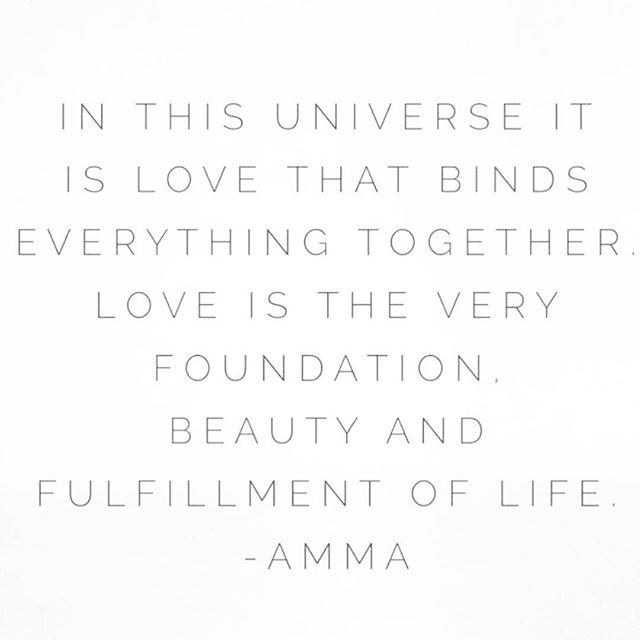 IN THIS UNIVERSE IT
IS LOVE THAT BINDS
EVERYTHING TOGETHER.
LOVE IS THE VERY
FOUNDATION,
BEAUTY AND
FULFILLMENT OF LIFE.
-AMMA